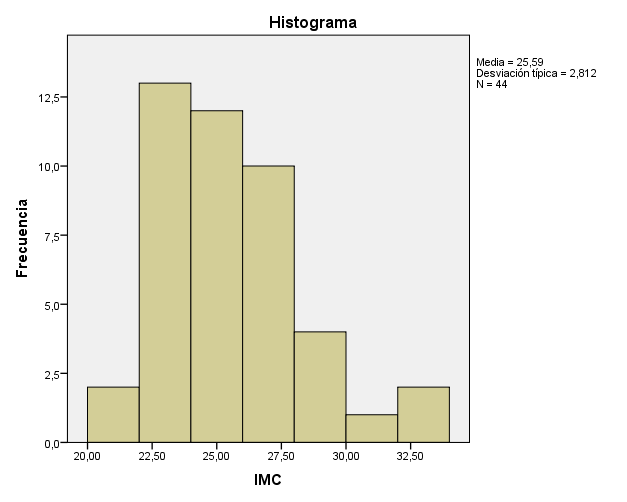 Histograma
Media = 25,59
Desviación típica = 2,812
N = 44
Frecuencia
12,5
10,0
7,5
5,0
2,5
0,0
20,00 22,50 25,00 27,50 30,00 32,50
IMC